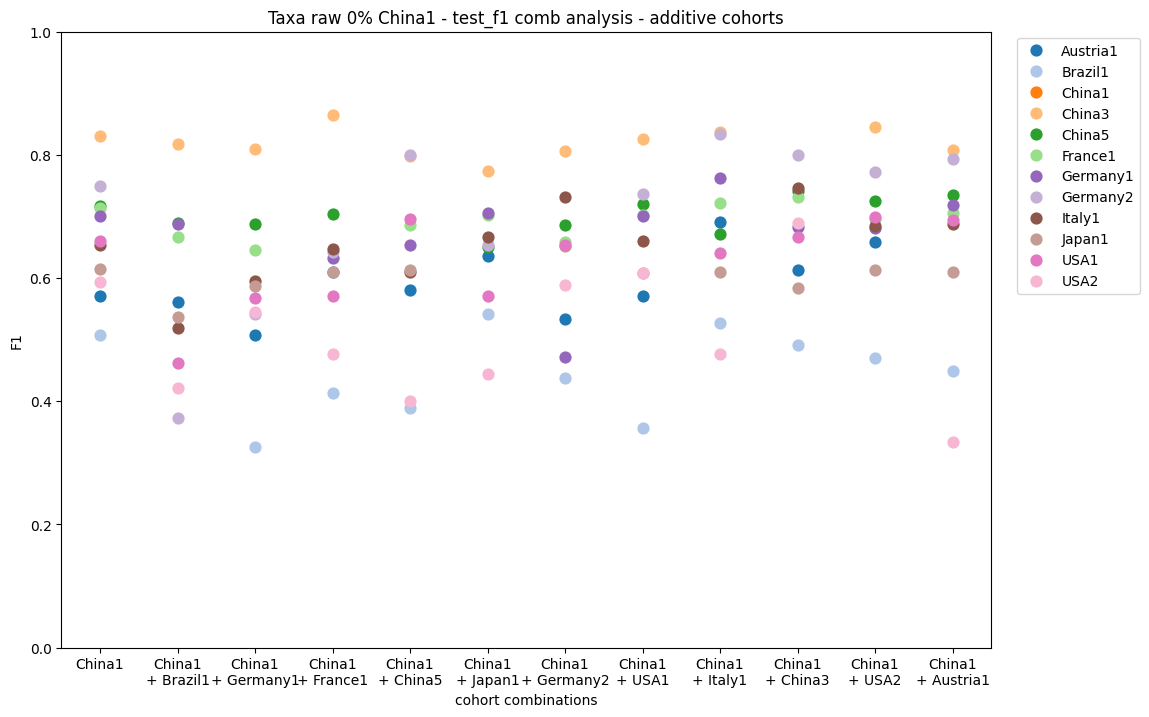 Taxa raw 0% China1 - test_f1 comb analysis - additive cohorts
1.0
0.8
0.6
0.4
0.2
0.0
F1
China1
China1
+ Brazil1
China1
+ Germany1
China1
+ France1
China1
+ China5
China1
+ Japan1
China1
+ Germany2
China1
+ USA1
China1
+ Italy1
China1
+ China3
China1
+ USA2
China1
+ Austria1
cohort combinations
Austria1
Brazil1
China1
China3
China5
France1
Germany1
Germany2
Italy1
Japan1
USA1
USA2